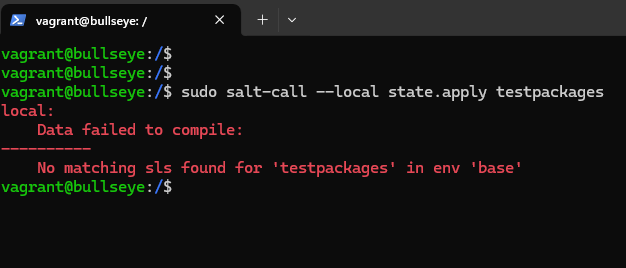 vagrant@bullseye: /
vagrant@bullseye:/$
vagrant@bullseye:/$
vagrant@bullseye:/$ sudo salt-call --local state.apply testpackages
local:
    Data failed to compile:
----------
    No matching sls found for 'testpackages' in env 'base'
vagrant@bullseye:/$